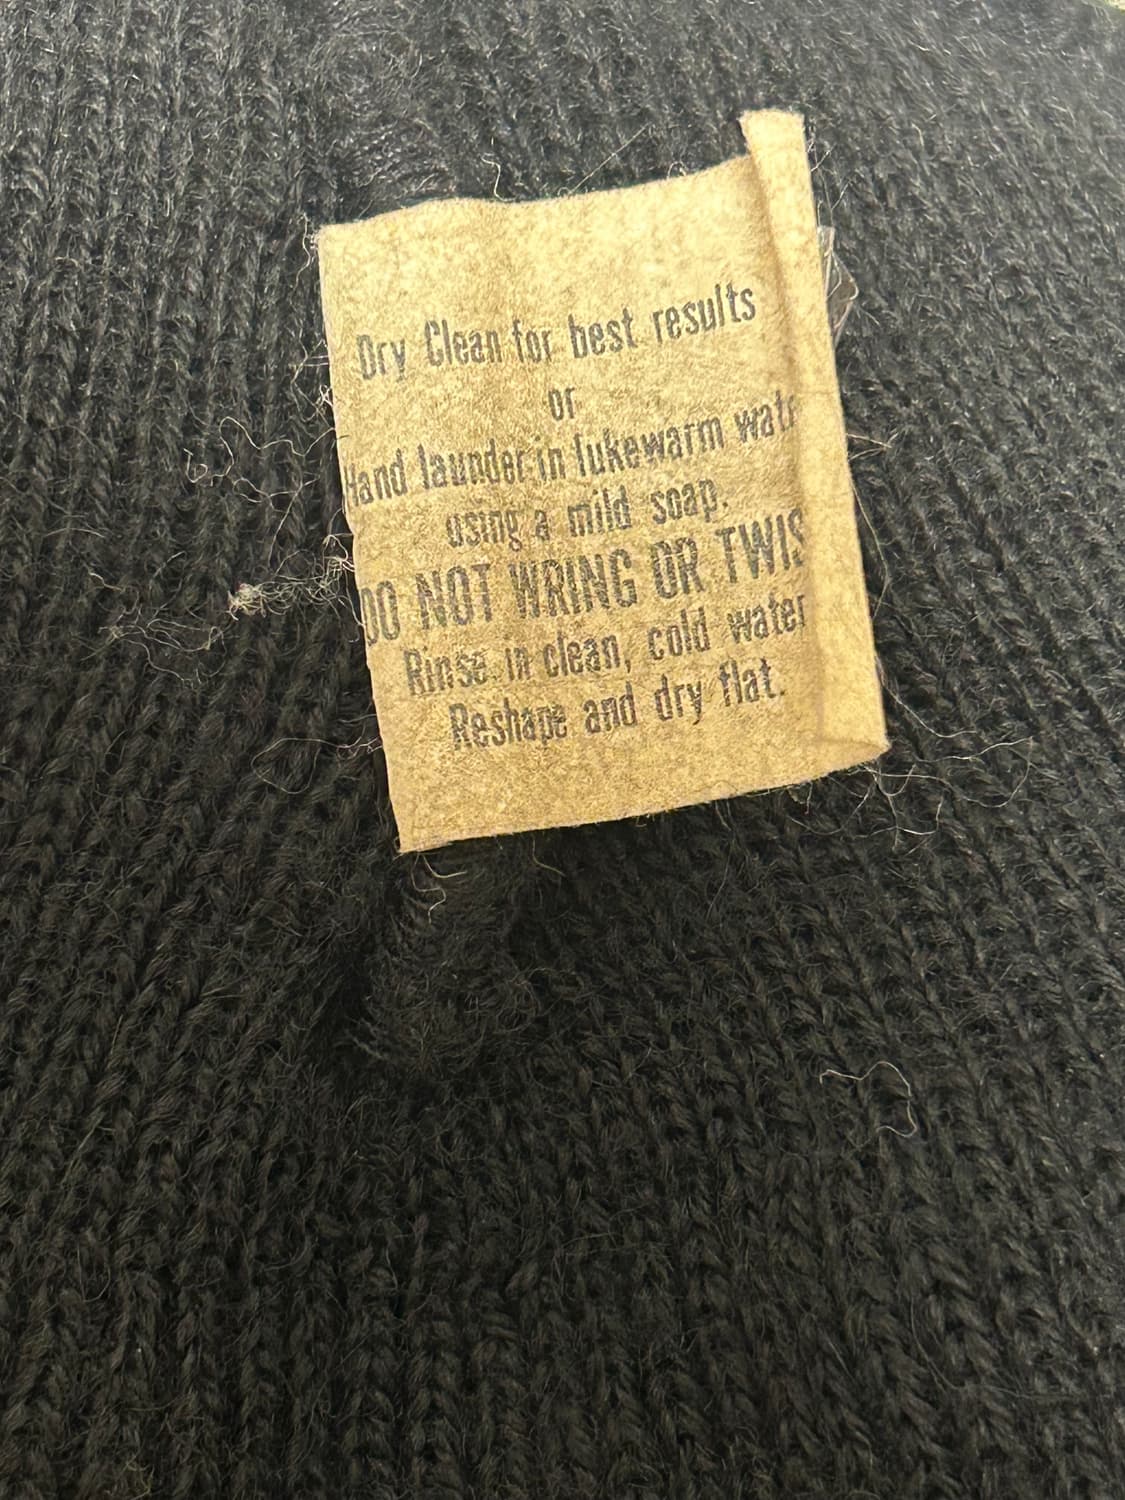 Dry Clean for best results
or
Hand launder in lukewarm wate
using a mild soap.
DO NOT WRING OR TWIS
Rinse in clean, cold water
Reshape and dry flat.